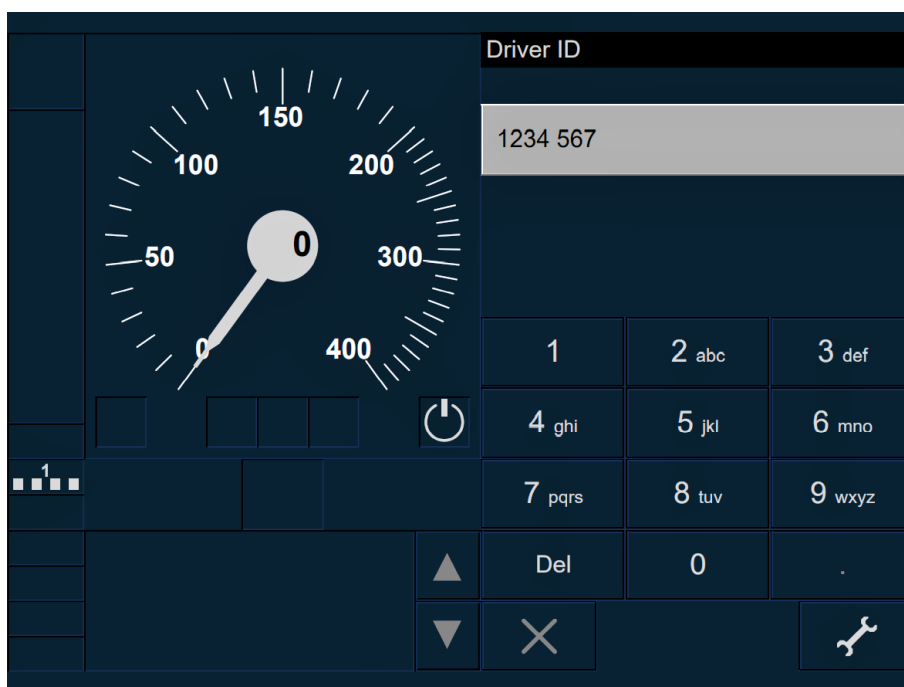 Driver ID
1234 567
150
100
200
50
0
300
0
400
1
2 abc
3 def
4 ghi
5 jkl
6 mno
7 pqrs
8 tuv
9 wxyz
Del
0
.
1